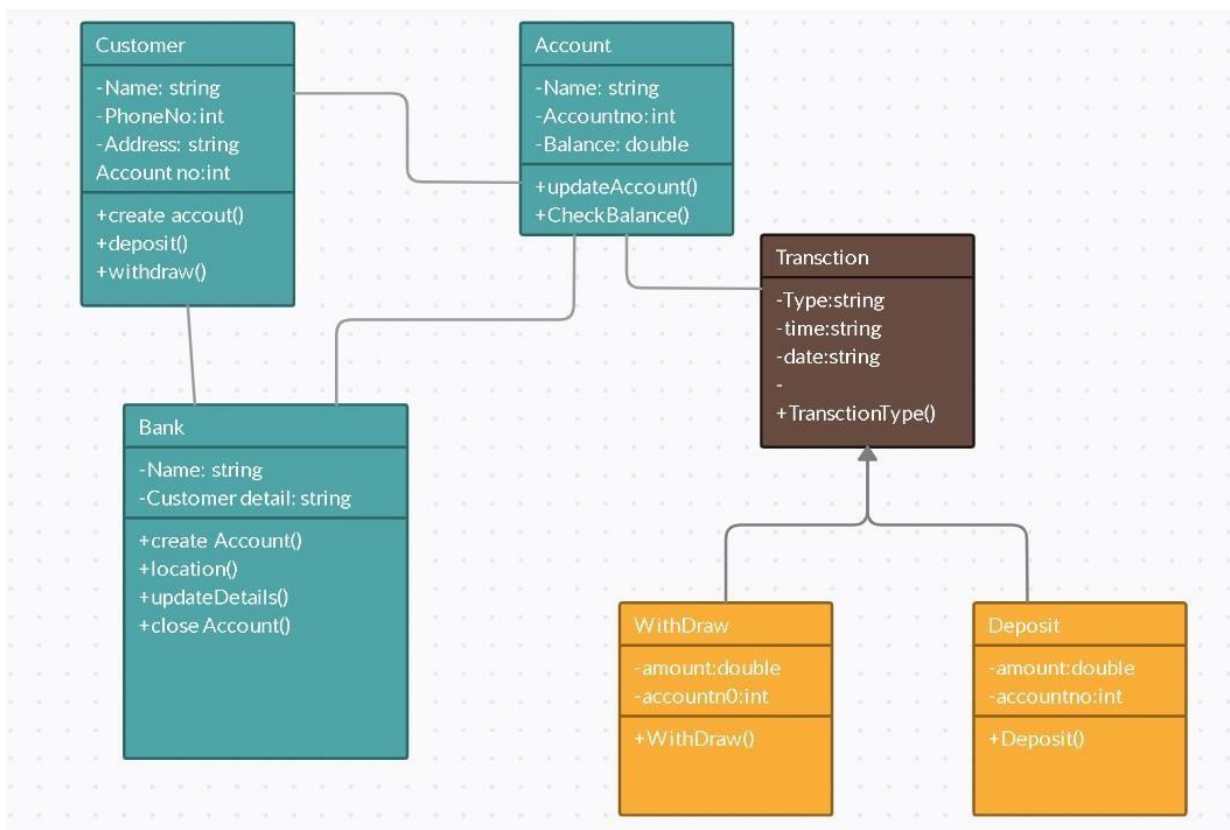 Customer
-Name: string
-PhoneNo:int
-Address: string
Account no:int
+create accout()
+deposit()
+withdraw()
Account
-Name: string
-Accountno: int
-Balance: double
+updateAccount()
+CheckBalance()
Transction
-Type:string
-time:string
-date:string
-
+TransctionType()
Bank
-Name: string
-Customer detail: string
+create Account()
+location()
+updateDetails()
+close Account()
WithDraw
-amount:double
-accountn0:int
+WithDraw()
Deposit
-amount:double
-accountno:int
+Deposit()